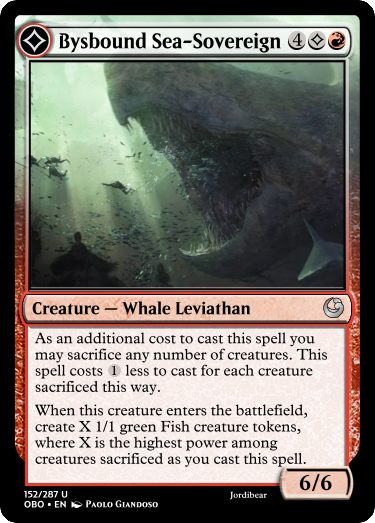 Bysbound Sea-Sovereign 4
Creature — Whale Leviathan
As an additional cost to cast this spell you
may sacrifice any number of creatures. This
spell costs 1 less to cast for each creature
sacrificed this way.
When this creature enters the battlefield,
create X 1/1 green Fish creature tokens,
where X is the highest power among
creatures sacrificed as you cast this spell.
6/6
152/287 U
OBO • EN Paolo Giandoso
Jordibear